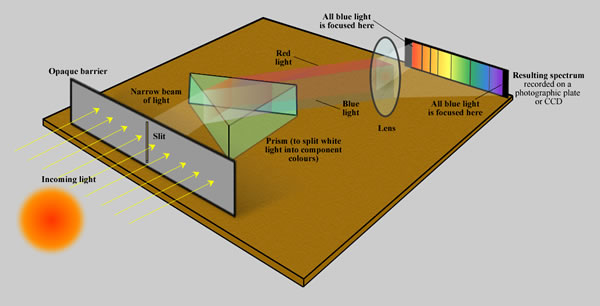 All blue light
is focused here
Red
light
Opaque barrier
Narrow beam
of light
Resulting spectrum
recorded on a
photographic plate
or CCD
Blue
light
All blue light is
focused here
Slit
Lens
Prism (to split white
light into component
colours)
Incoming light